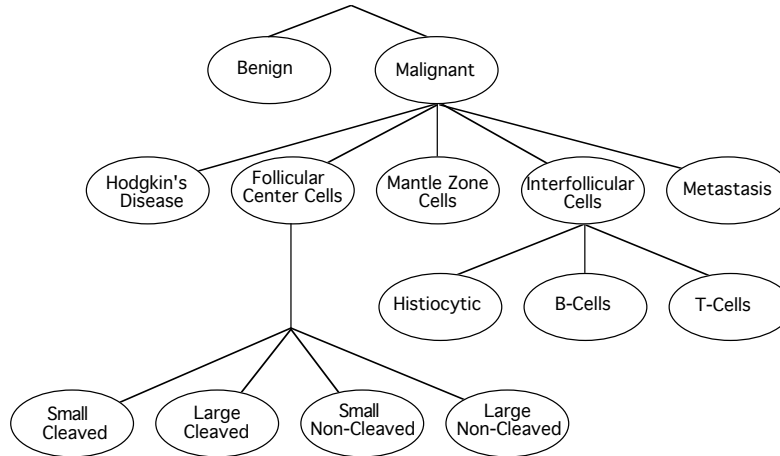 Benign
Malignant
Hodgkin's
Disease
Follicular
Center Cells
Mantle Zone
Cells
Interfollicular
Cells
Metastasis
Histiocytic
B-Cells
T-Cells
Small
Cleaved
Large
Cleaved
Small
Non-Cleaved
Large
Non-Cleaved